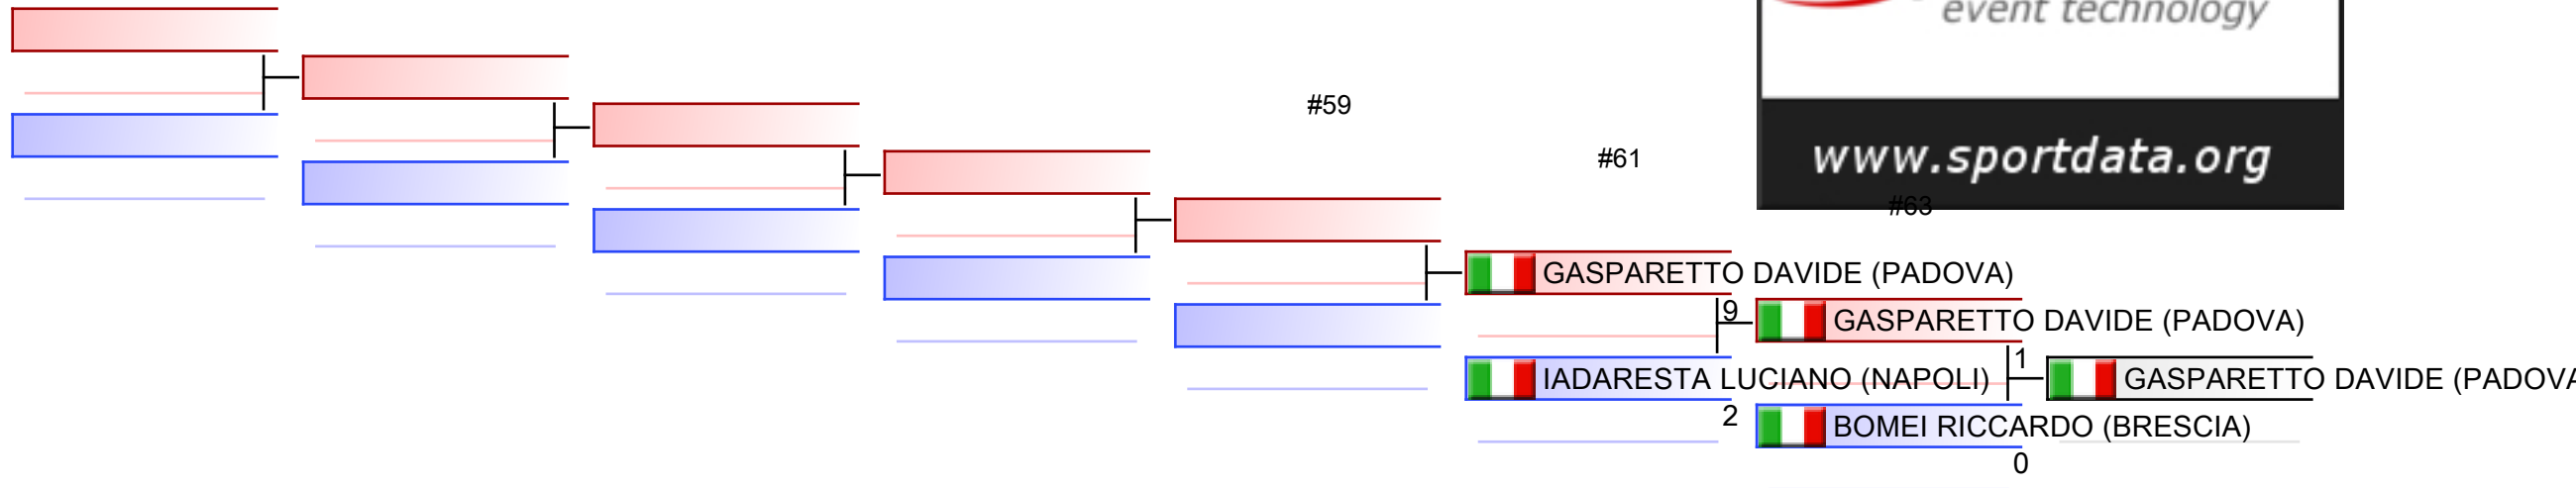 event technology
#59
#61
www.sportdata.org
#63
GASPARETTO DAVIDE (PADOVA)
9
GASPARETTO DAVIDE (PADOVA)
1
IADARESTA LUCIANO (NAPOLI)
GASPARETTO DAVIDE (PADOVA
2
BOMEI RICCARDO (BRESCIA)
0